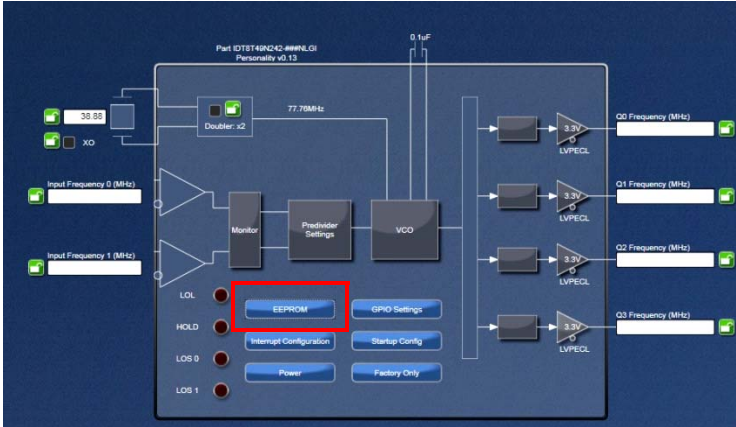 0.1uF
Part IDT8T49N242-###NLGI
Personality v0.13
38.88
XO
Doubler: x2
77.76MHz
Input Frequency 0 (MHz)
Input Frequency 1 (MHz)
Monitor
Predivider
Settings
VCO
3.3V
LVPECL
Q0 Frequency (MHz)
3.3V
LVPECL
Q1 Frequency (MHz)
3.3V
LVPECL
Q2 Frequency (MHz)
3.3V
LVPECL
Q3 Frequency (MHz)
LOL
HOLD
LOS 0
LOS 1
EEPROM
GPIO Settings
Interrupt Configuration
Startup Config
Power
Factory Only